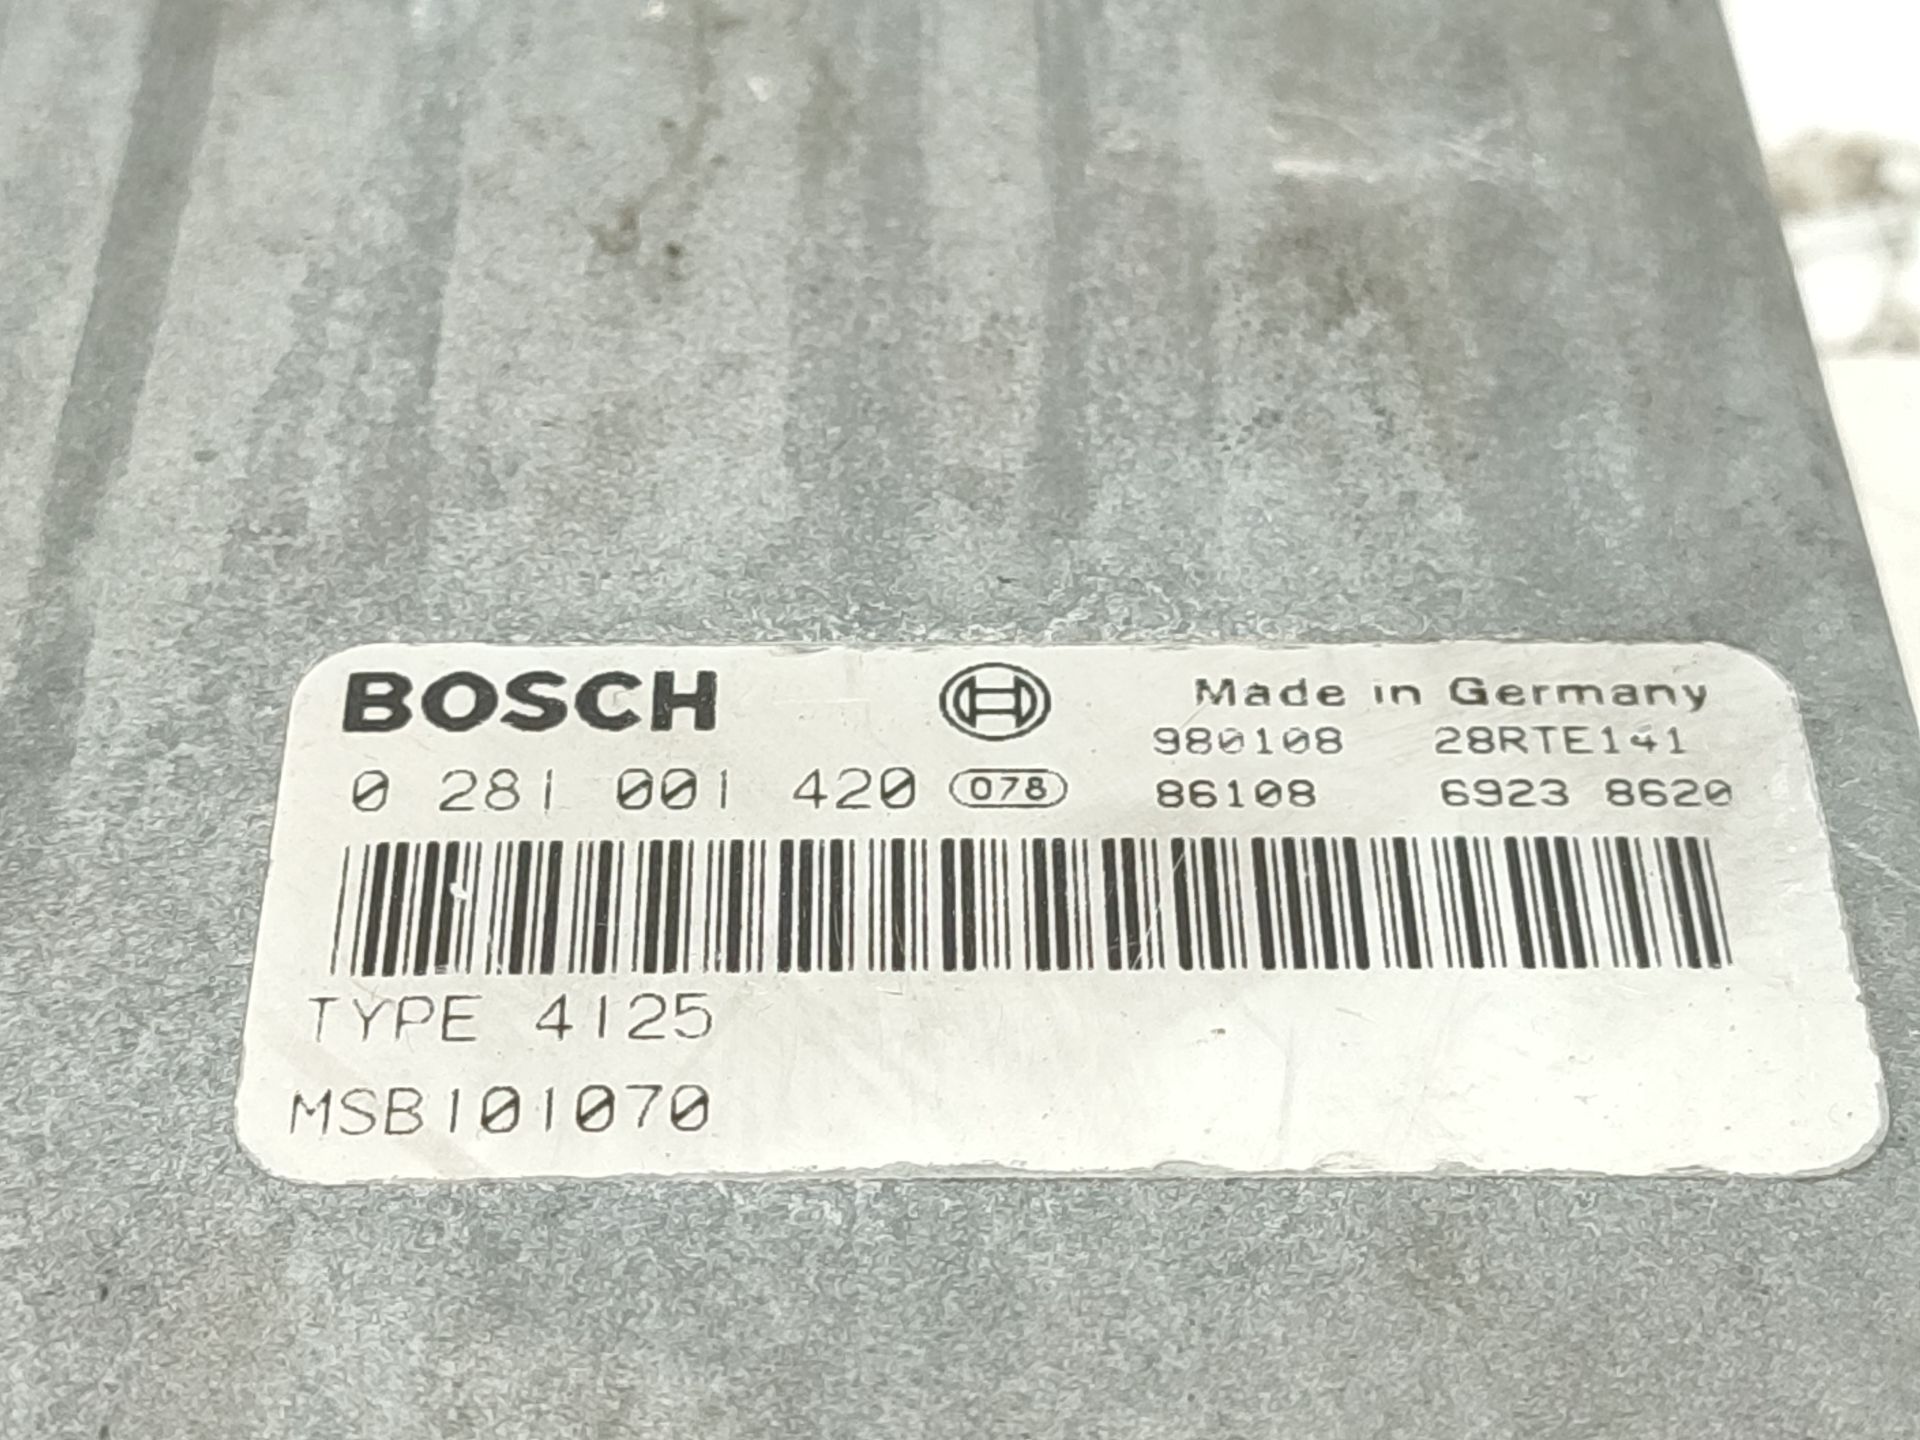 BOSCH
Made in Germany
980108 28RTE141
0 281 001 420 078 86108 6923 8620
TYPE 4125
MSB101070